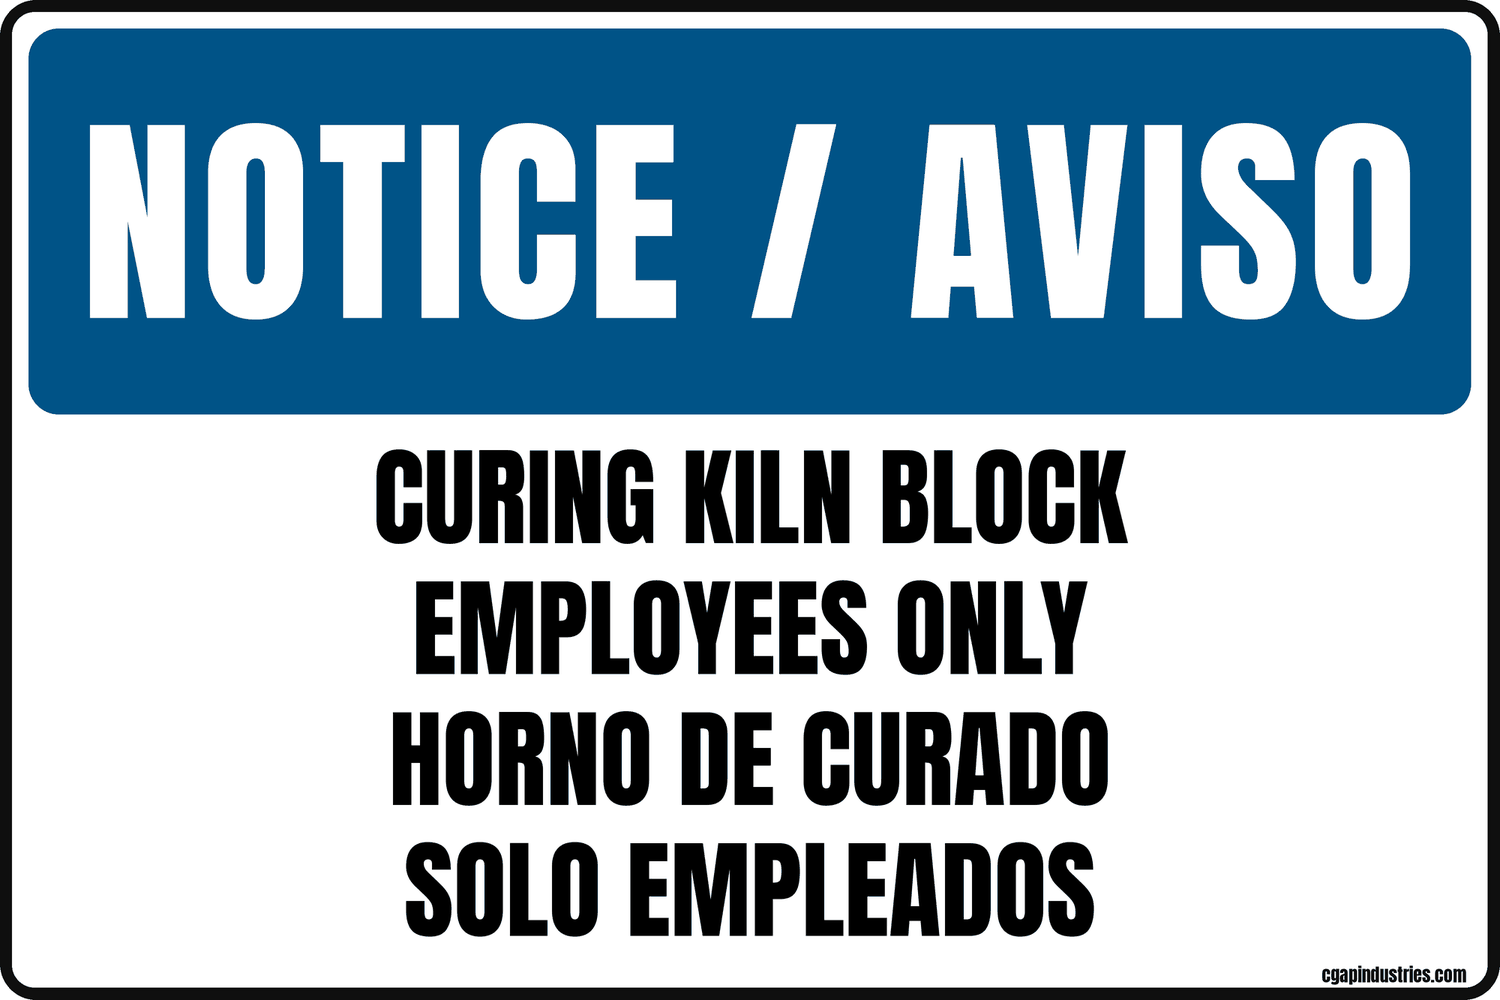 NOTICE / AVISO
CURING KILN BLOCK
EMPLOYEES ONLY
HORNO DE CURADO
SOLO EMPLEADOS
cgapindustries.com